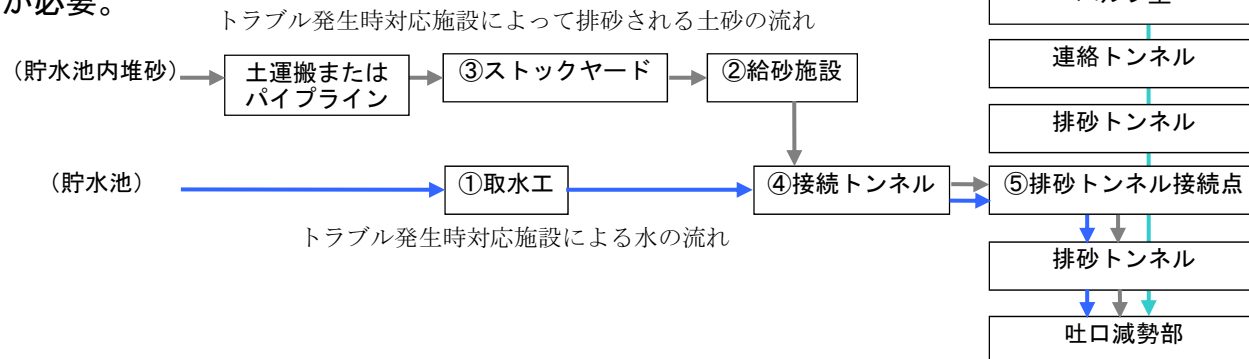 が必要。
トラブル発生時対応施設によって排砂される土砂の流れ
連絡トンネル
(貯水池内堆砂)
土運搬または
パイプライン
③ストックヤード
②給砂施設
排砂トンネル
(貯水池)
①取水工
④接続トンネル
⑤排砂トンネル接続点
トラブル発生時対応施設による水の流れ
排砂トンネル
吐口減勢部